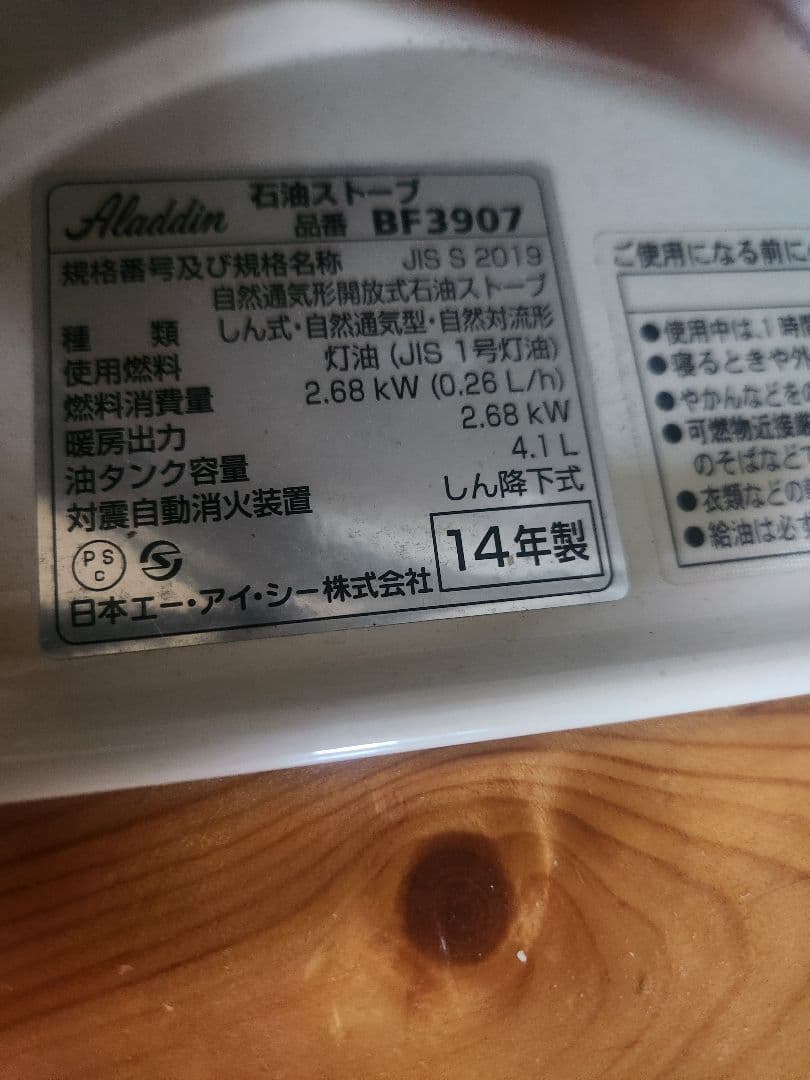 Aladdin 石油ストーブ
品番 BF3907
規格番号及び規格名称 JIS S 2019
自然通気形開放式石油ストーブ
種類 しん式・自然通気型・自然対流形
使用燃料 灯油 (JIS 1号灯油)
燃料消費量 2.68 kW (0.26 L/h)
暖房出力 2.68 kW
油タンク容量 4.1 L
対震自動消火装置 しん降下式
PS
C
14年製
日本エー・アイ・シー株式会社
ご使用になる前に
●使用中は、1時間
●寝るときや外
●やかんなどを
●可燃物近接
のそばなどで
●衣類などの
●給油は必ず